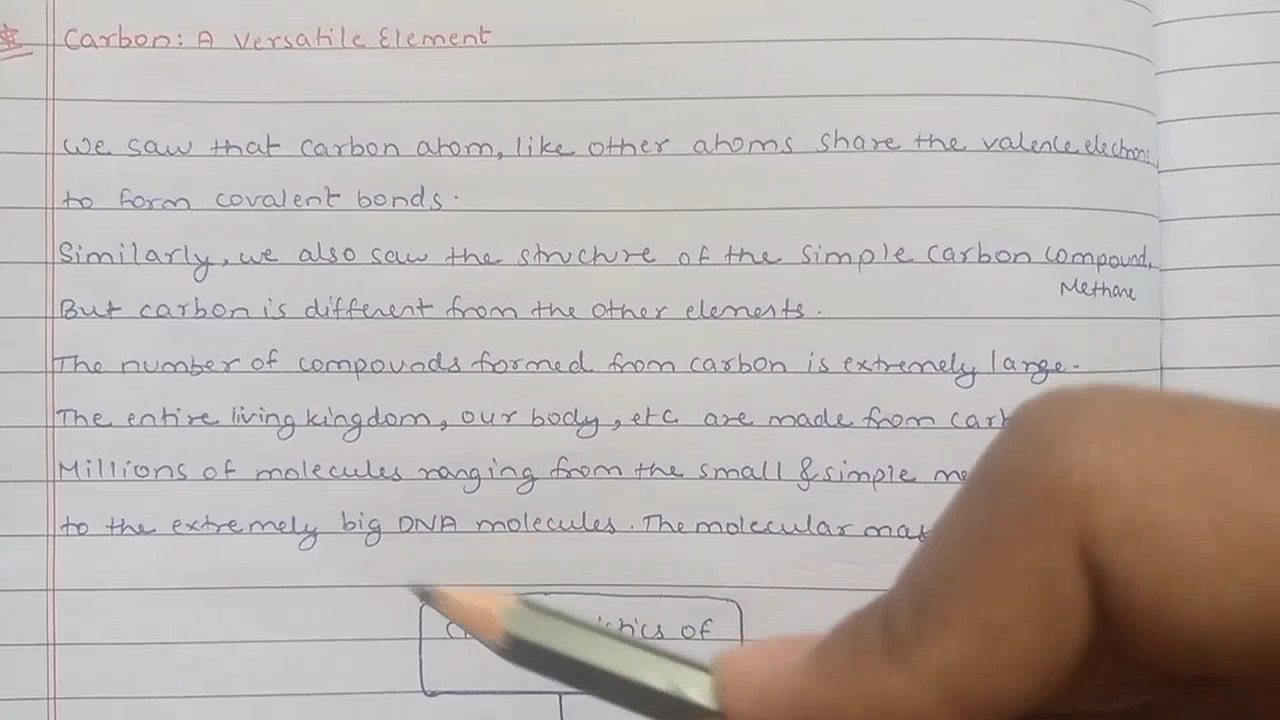 Carbon: A Versatile Element
We saw that carbon atom, like other atoms share the valence electrons
to form covalent bonds.
Similarly, we also saw the structure of the simple carbon compound,
Methane
But carbon is different from the other elements.
The number of compounds formed from carbon is extremely large.
The entire living kingdom, our body, etc are made from
Millions of molecules ranging from the small & simple
to the extremely big DNA molecules. The molecular
of